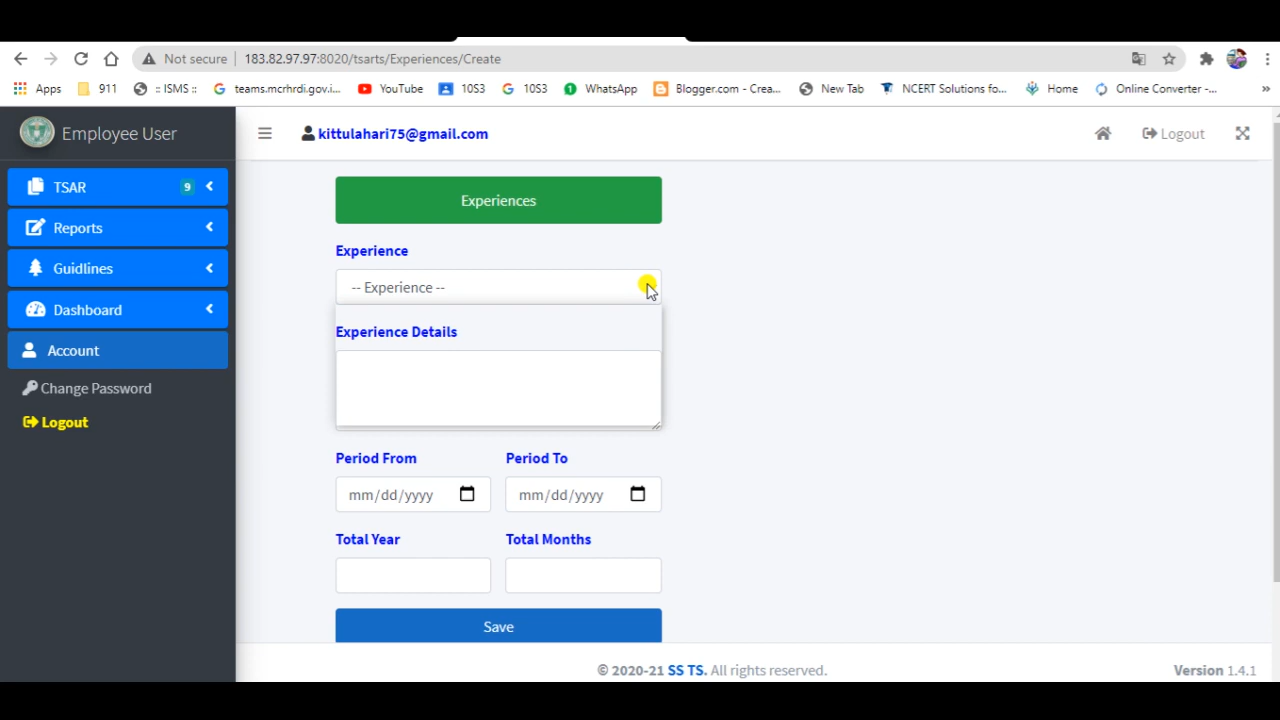 Not secure 183.82.97.97:8020/tsarts/Experiences/Create
Apps 911 :: ISMS :: teams.mcrhrdi.gov.i... YouTube 10S3 10S3 WhatsApp Blogger.com - Crea... New Tab NCERT Solutions fo... Home Online Converter -... »
Employee User
kittulahari75@gmail.com
Logout
TSAR 9
Reports
Guidlines
Dashboard
Account
Change Password
Logout
Experiences
Experience
-- Experience --
Experience Details
Period From Period To
mm/dd/yyyy mm/dd/yyyy
Total Year Total Months
Save
© 2020-21 SS TS. All rights reserved.
Version 1.4.1